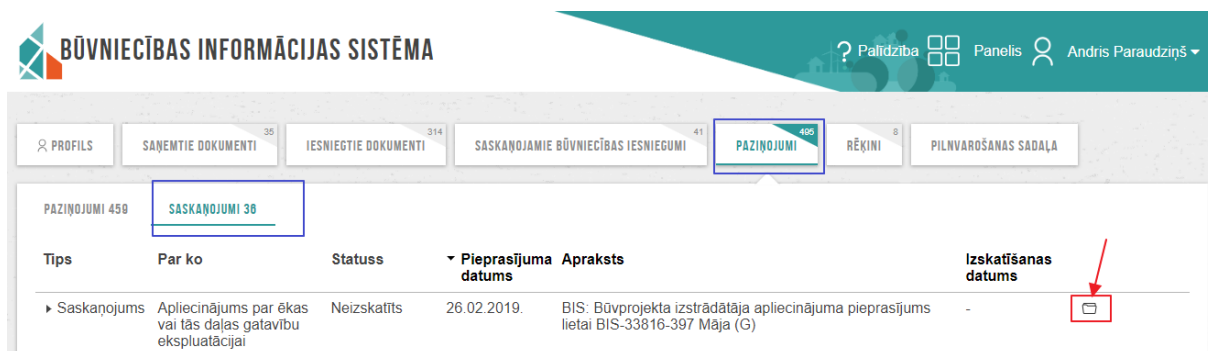 BŪVNIECĪBAS INFORMĀCIJAS SISTĒMA
? Palīdzība Panelis Andris Paraudziņš
PROFILS SAŅEMTIE DOKUMENTI 35 IESNIEGTIE DOKUMENTI 314 SASKAŅOJAMIE BŪVNIECĪBAS IESNIEGUMI 41 PAZIŅOJUMI 495 RĒĶINI 8 PILNVAROŠANAS SADAĻA
PAZIŅOJUMI 459 SASKAŅOJUMI 36
Tips Par ko Statuss Pieprasījuma Apraksts Izskatīšanas
datums datums
Saskaņojums Apliecinājums par ēkas Neizskatīts 26.02.2019. BIS: Būvprojekta izstrādātāja apliecinājuma pieprasījums -
vai tās daļas gatavību lietai BIS-33816-397 Māja (G)
ekspluatācijai